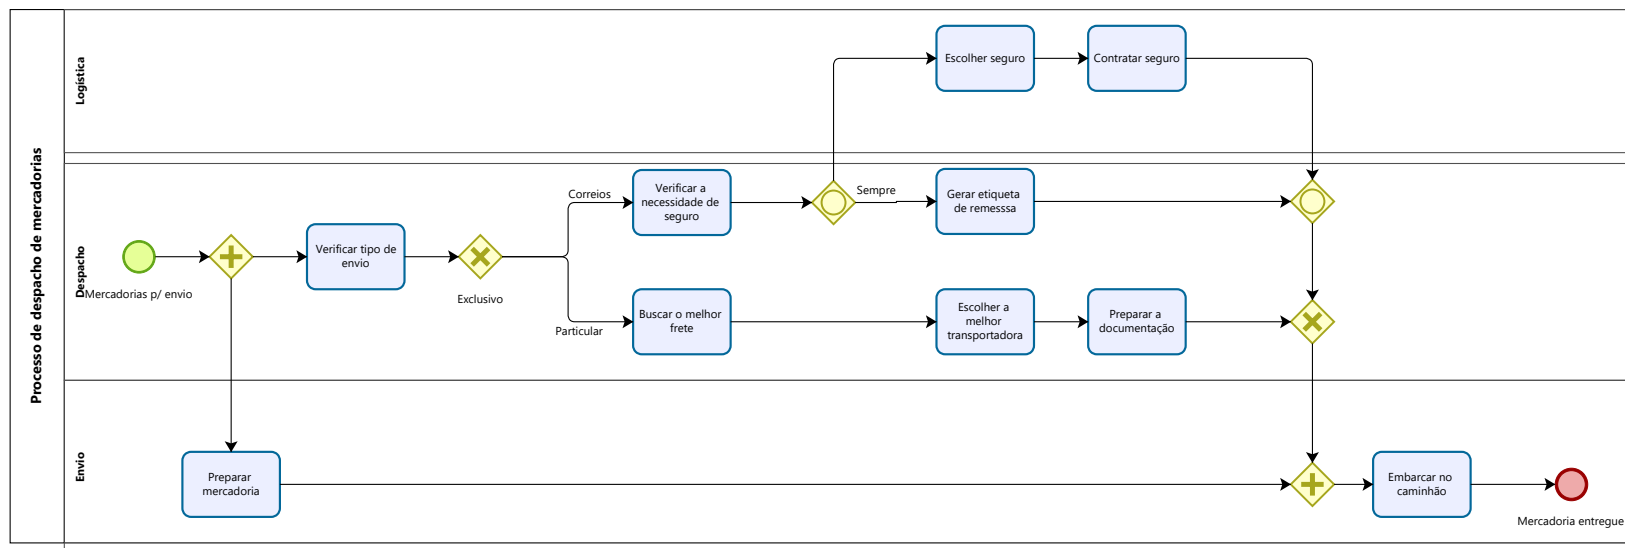 Processo de despacho de mercadorias
Logística
Escolher seguro
Contratar seguro
Despacho
Mercadorias p/ envio
Verificar tipo de
envio
Exclusivo
Correios
Particular
Verificar a
necessidade de
seguro
Sempre
Gerar etiqueta
de remesssa
Buscar o melhor
frete
Escolher a
melhor
transportadora
Preparar a
documentação
Envio
Preparar
mercadoria
Embarcar no
caminhão
Mercadoria entregue